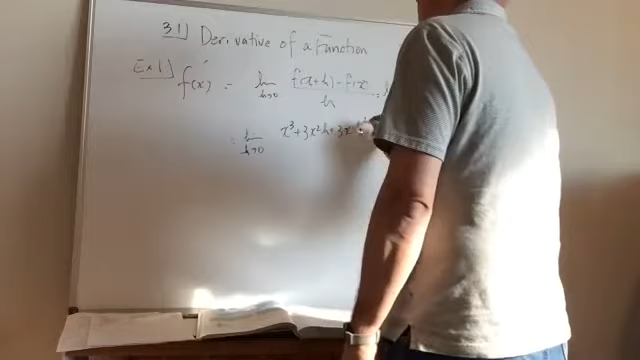 3.1] Derivative of a Function
Ex 1] f'(x) = lim h→0 f(x+h) - f(x) / h =
= lim h→0 x³ + 3x²h + 3x